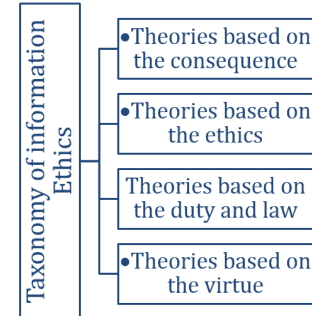 Taxonomy of information
Ethics
•Theories based on
the consequence
•Theories based on
the ethics
Theories based on
the duty and law
•Theories based on
the virtue